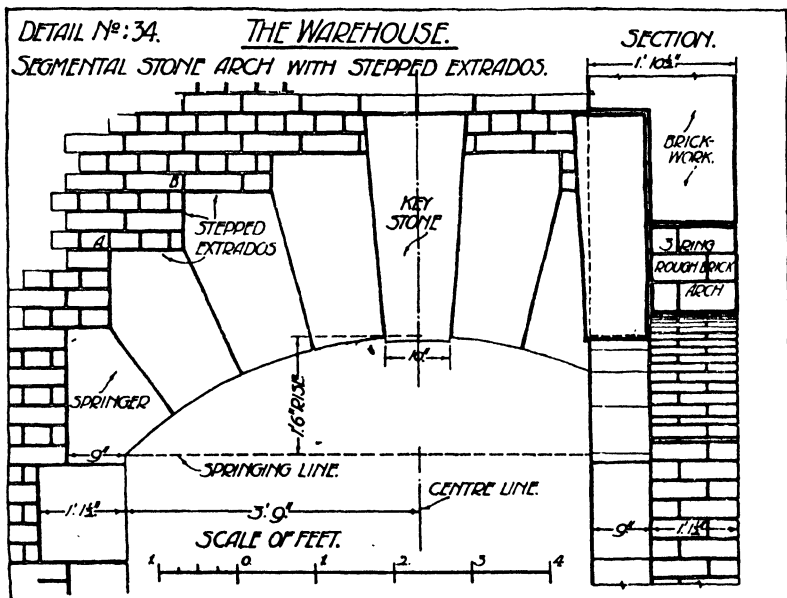 DETAIL Nº: 34.
THE WAREHOUSE.
SEGMENTAL STONE ARCH WITH STEPPED EXTRADOS.
SECTION.
1'. 10½"
BRICK-
WORK.
B
STEPPED
EXTRADOS
A
KEY
STONE
3 RING
ROUGH BRICK
ARCH
SPRINGER
10"
1'.6" RISE
9"
SPRINGING LINE.
1'. 1½"
3'. 9"
CENTRE LINE.
9"
1'. 1½"
SCALE OF FEET.
1 0 1 2 3 4